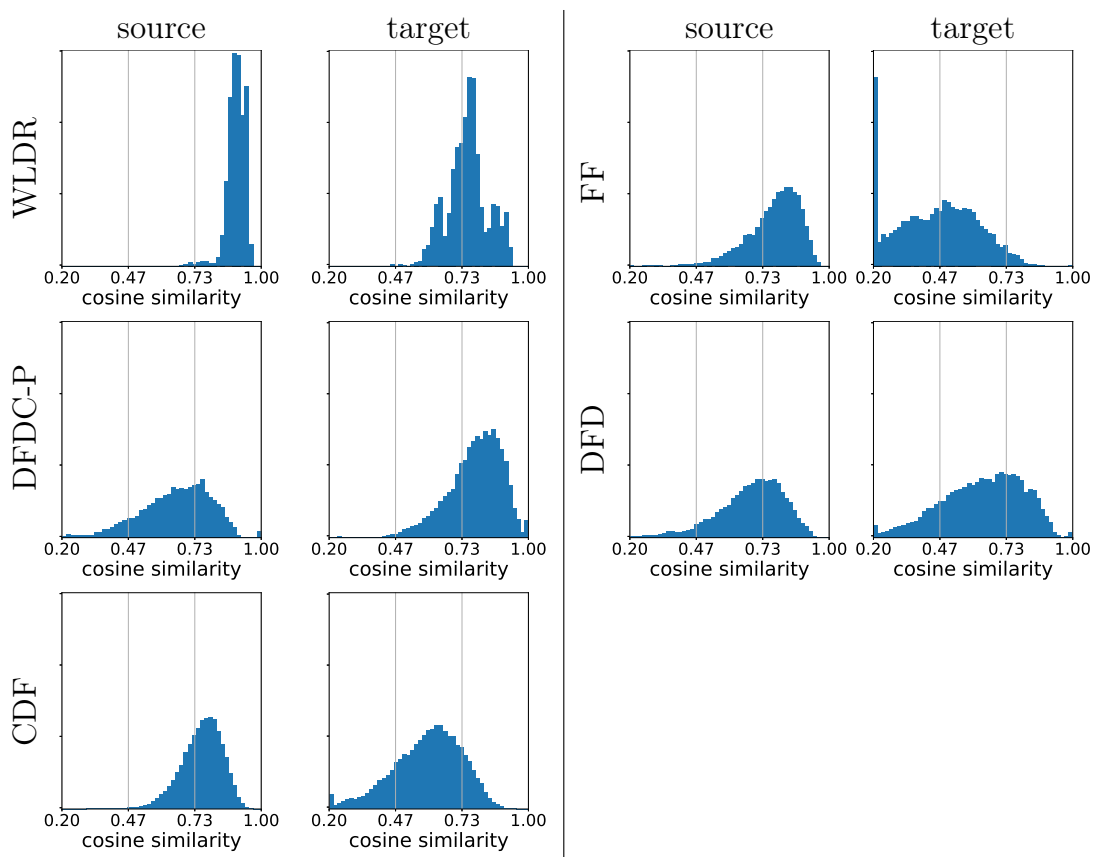 source target source target
WLDR
0.20 0.47 0.73 1.00 0.20 0.47 0.73 1.00
cosine similarity cosine similarity
FF
0.20 0.47 0.73 1.00 0.20 0.47 0.73 1.00
cosine similarity cosine similarity
DFDC-P
0.20 0.47 0.73 1.00 0.20 0.47 0.73 1.00
cosine similarity cosine similarity
DFD
0.20 0.47 0.73 1.00 0.20 0.47 0.73 1.00
cosine similarity cosine similarity
CDF
0.20 0.47 0.73 1.00 0.20 0.47 0.73 1.00
cosine similarity cosine similarity